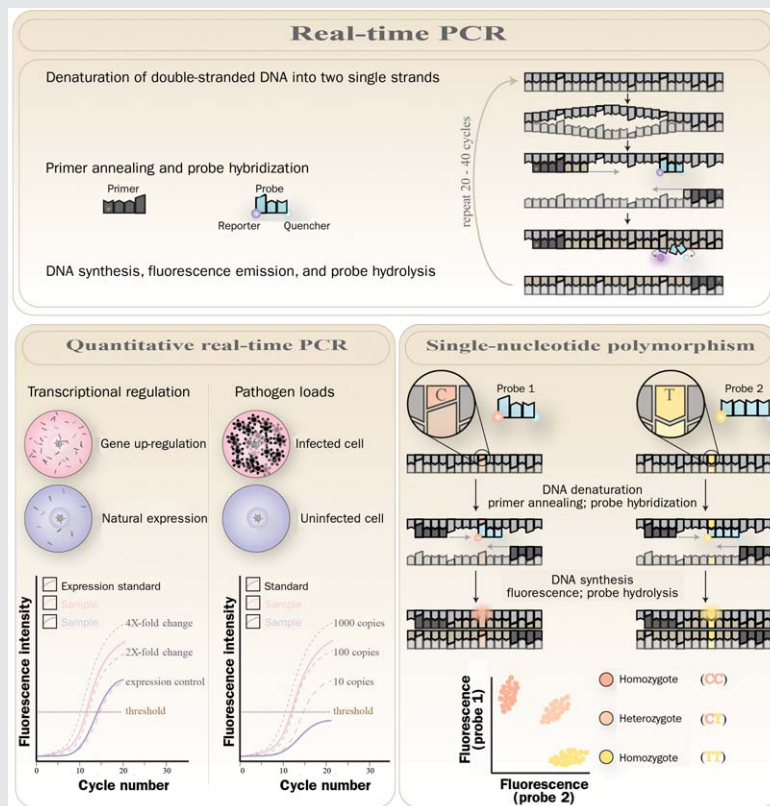 Real-time PCR
Denaturation of double-stranded DNA into two single strands
Primer annealing and probe hybridization
Primer
Probe
Reporter
Quencher
DNA synthesis, fluorescence emission, and probe hydrolysis
repeat 20 - 40 cycles
Quantitative real-time PCR
Transcriptional regulation
Gene up-regulation
Natural expression
Pathogen loads
Infected cell
Uninfected cell
Fluorescence intensity
Expression standard
Sample
Sample
4X-fold change
2X-fold change
expression control
threshold
0
10
20
30
Cycle number
Fluorescence intensity
Standard
Sample
Sample
1000 copies
100 copies
10 copies
threshold
0
10
20
30
Cycle number
Single-nucleotide polymorphism
C
Probe 1
T
Probe 2
DNA denaturation
primer annealing; probe hybridization
DNA synthesis
fluorescence; probe hydrolysis
Fluorescence
(probe 1)
Fluorescence
(probe 2)
Homozygote (CC)
Heterozygote (CT)
Homozygote (TT)